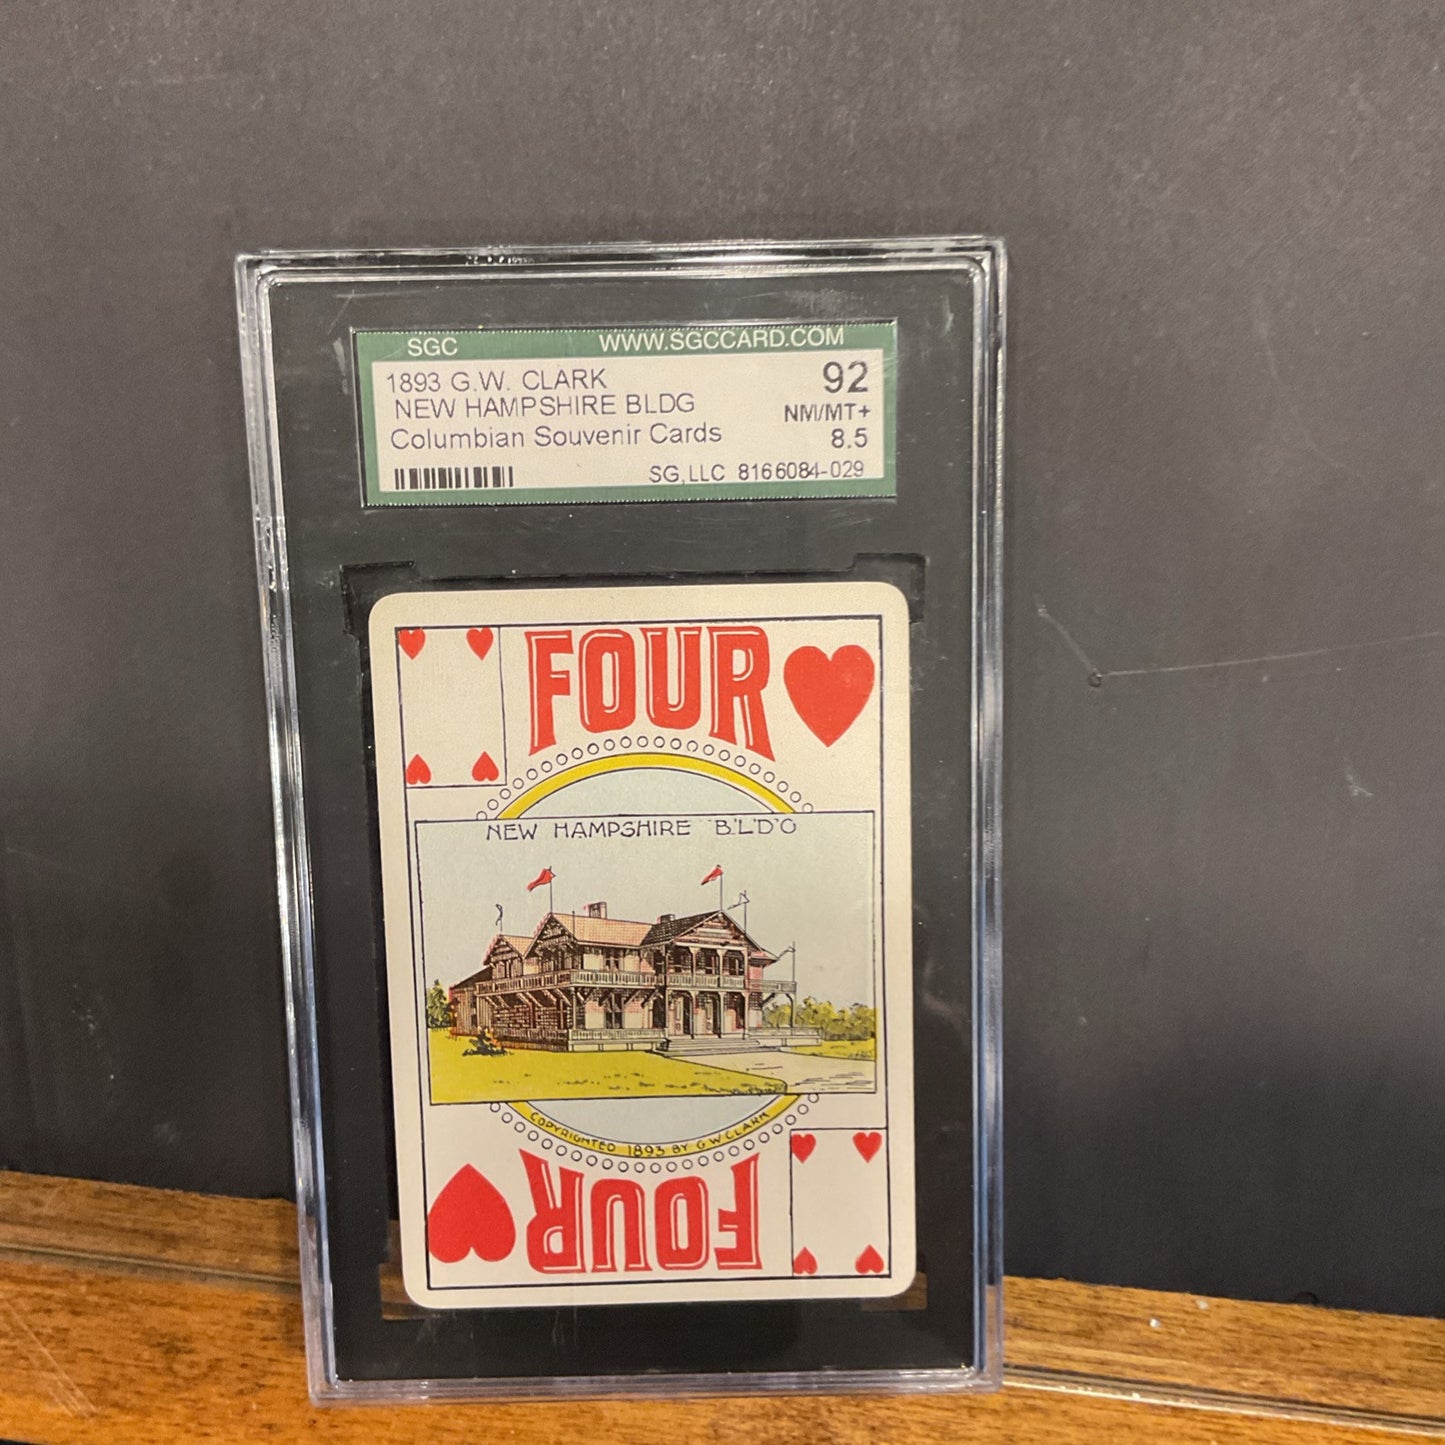 SGC WWW.SGCCARD.COM
1893 G.W. CLARK 92
NEW HAMPSHIRE BLDG NM/MT+
Columbian Souvenir Cards 8.5
SG,LLC 8166084-029
FOUR
NEW HAMPSHIRE B'L'D'G
COPYRIGHTED 1893 BY G W CLARK
FOUR